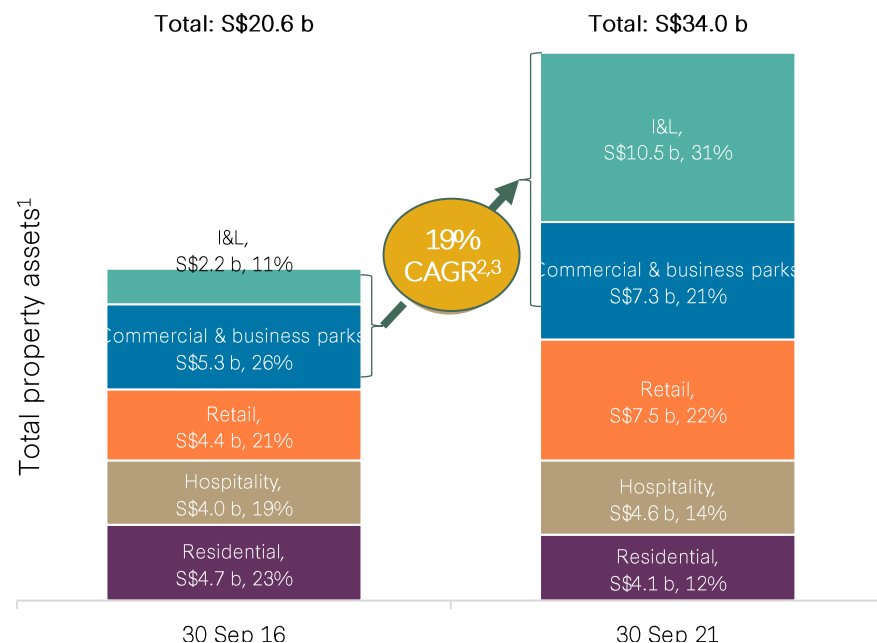 Total: S$20.6 b
Total: S$34.0 b
Total property assets1
I&L,
S$2.2 b, 11%
Commercial & business parks,
S$5.3 b, 26%
Retail,
S$4.4 b, 21%
Hospitality,
S$4.0 b, 19%
Residential,
S$4.7 b, 23%
19%
CAGR2,3
I&L,
S$10.5 b, 31%
Commercial & business parks,
S$7.3 b, 21%
Retail,
S$7.5 b, 22%
Hospitality,
S$4.6 b, 14%
Residential,
S$4.1 b, 12%
30 Sep 16
30 Sep 21